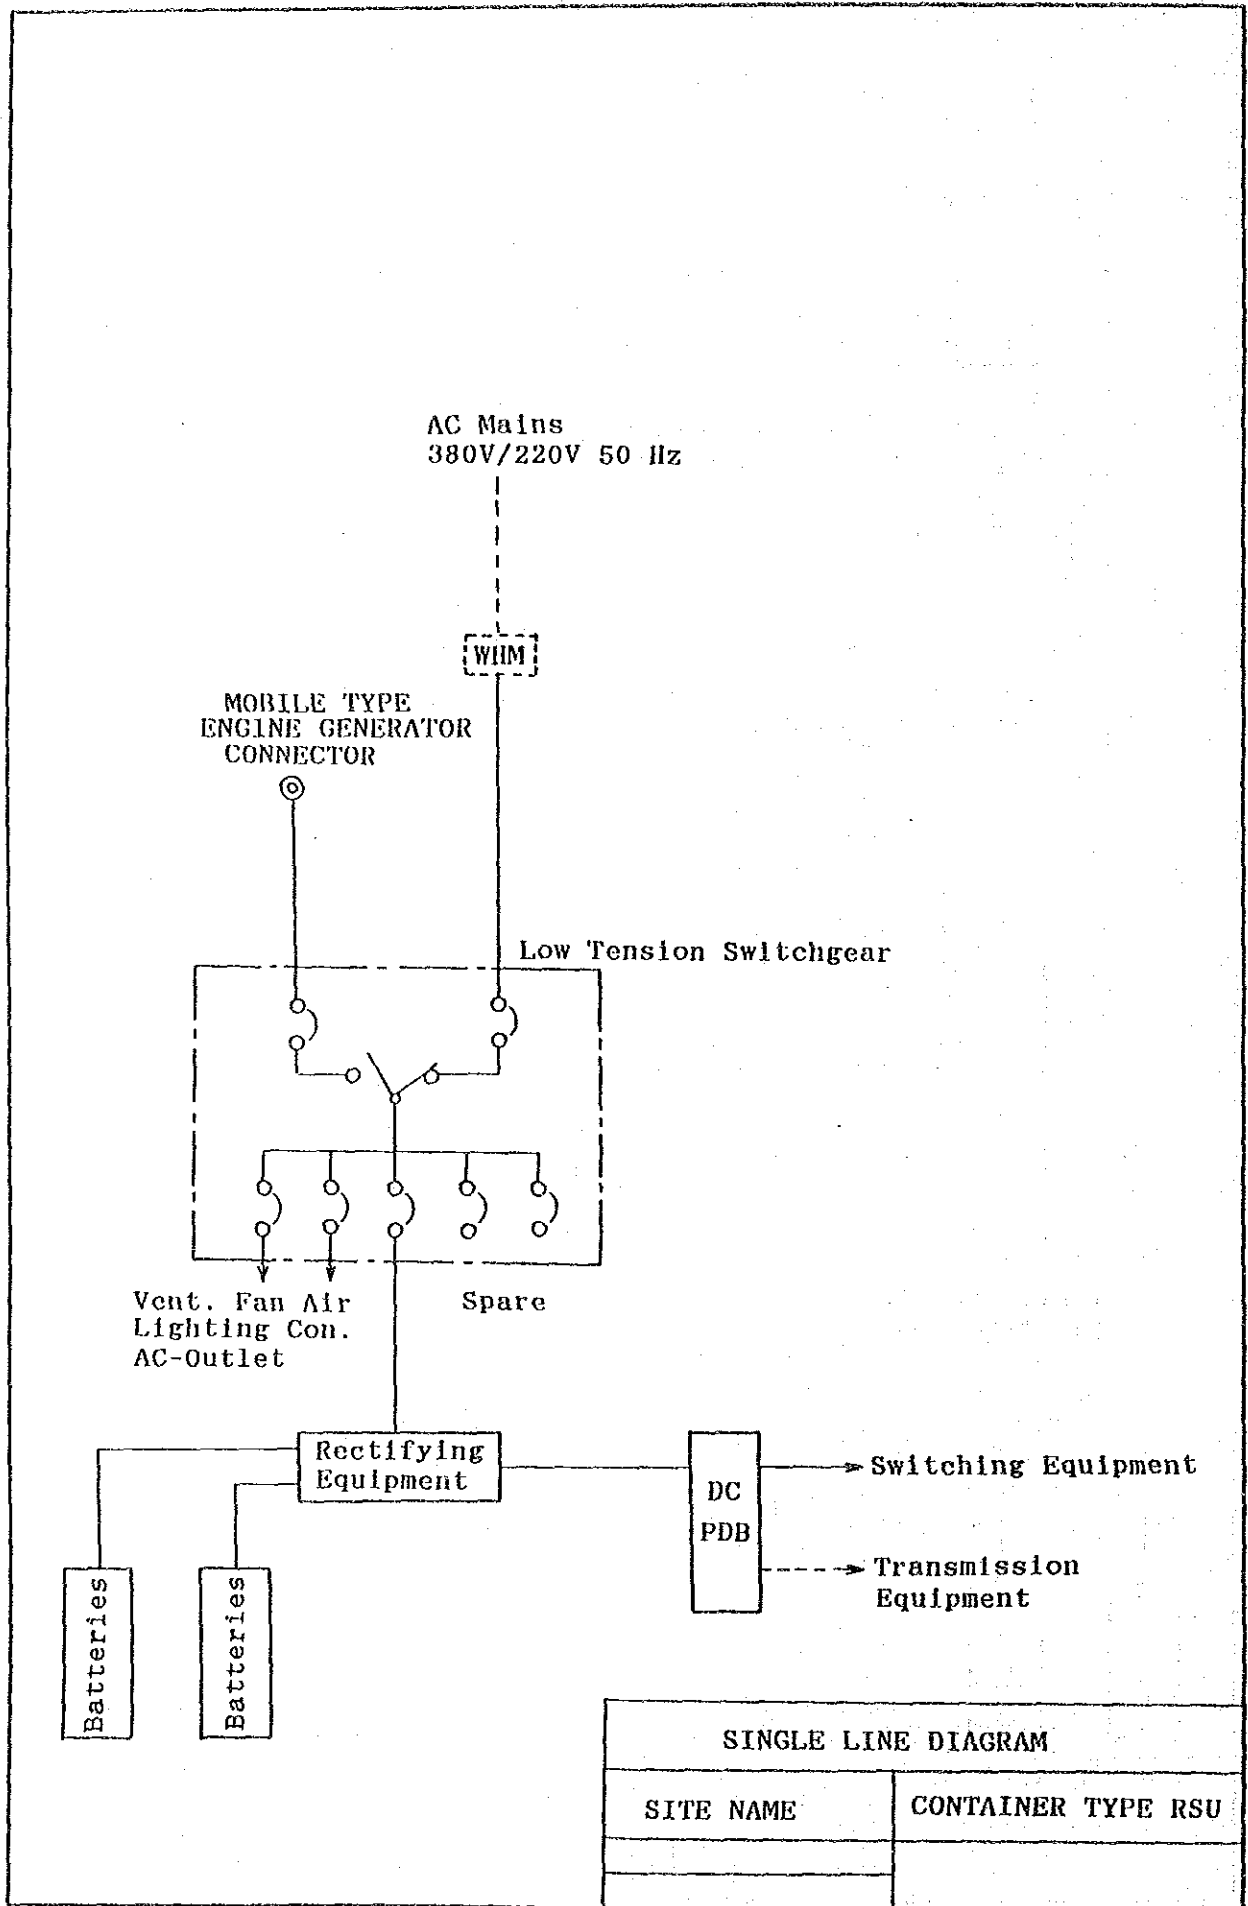 AC Mains
380V/220V 50 Hz
WHM
MOBILE TYPE
ENGINE GENERATOR
CONNECTOR
Low Tension Switchgear
Vent. Fan Air
Lighting Con.
AC-Outlet
Spare
Rectifying
Equipment
DC
PDB
Switching Equipment
Transmission
Equipment
Batteries
Batteries
SINGLE LINE DIAGRAM
SITE NAME
CONTAINER TYPE RSU